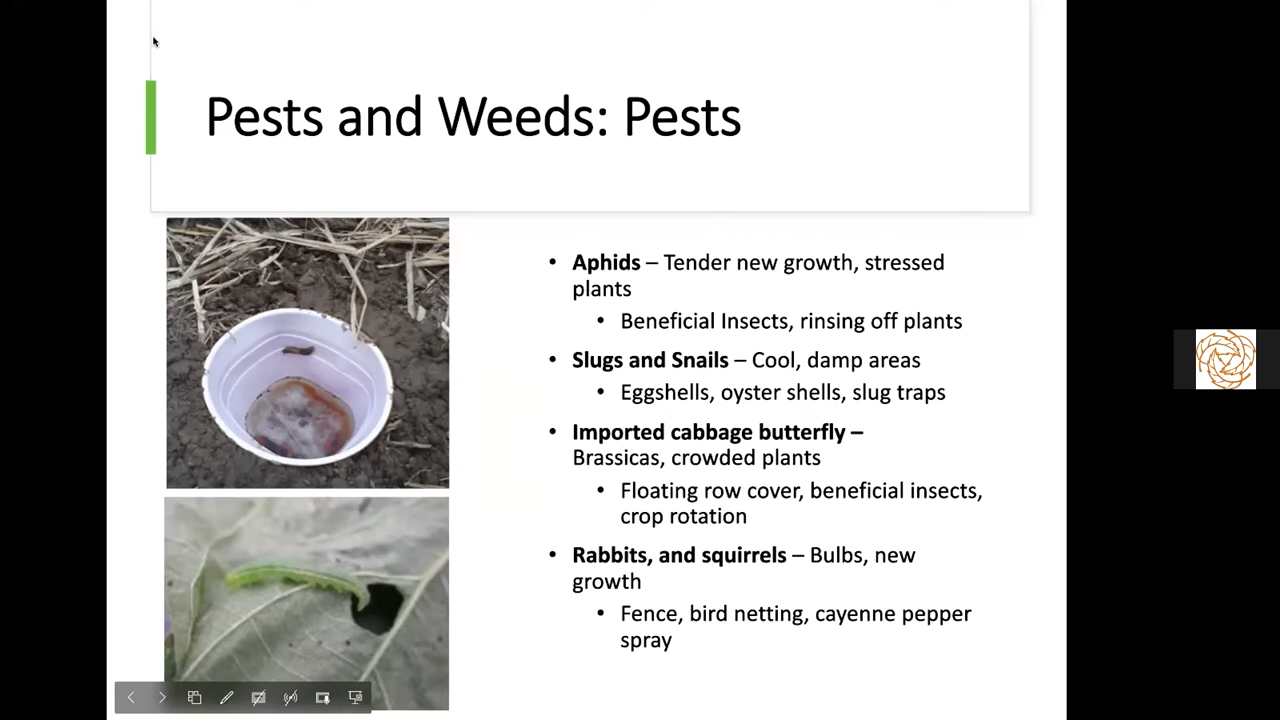 Pests and Weeds: Pests
• Aphids – Tender new growth, stressed
plants
• Beneficial Insects, rinsing off plants
• Slugs and Snails – Cool, damp areas
• Eggshells, oyster shells, slug traps
• Imported cabbage butterfly –
Brassicas, crowded plants
• Floating row cover, beneficial insects,
crop rotation
• Rabbits, and squirrels – Bulbs, new
growth
• Fence, bird netting, cayenne pepper
spray